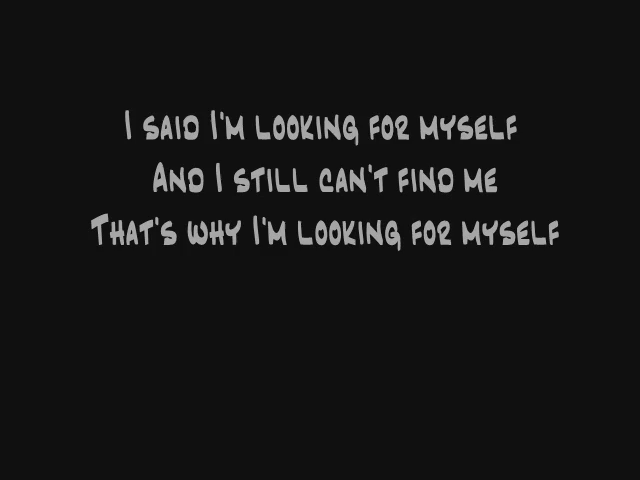 I said I'm looking for myself
And I still can't find me
That's why I'm looking for myself